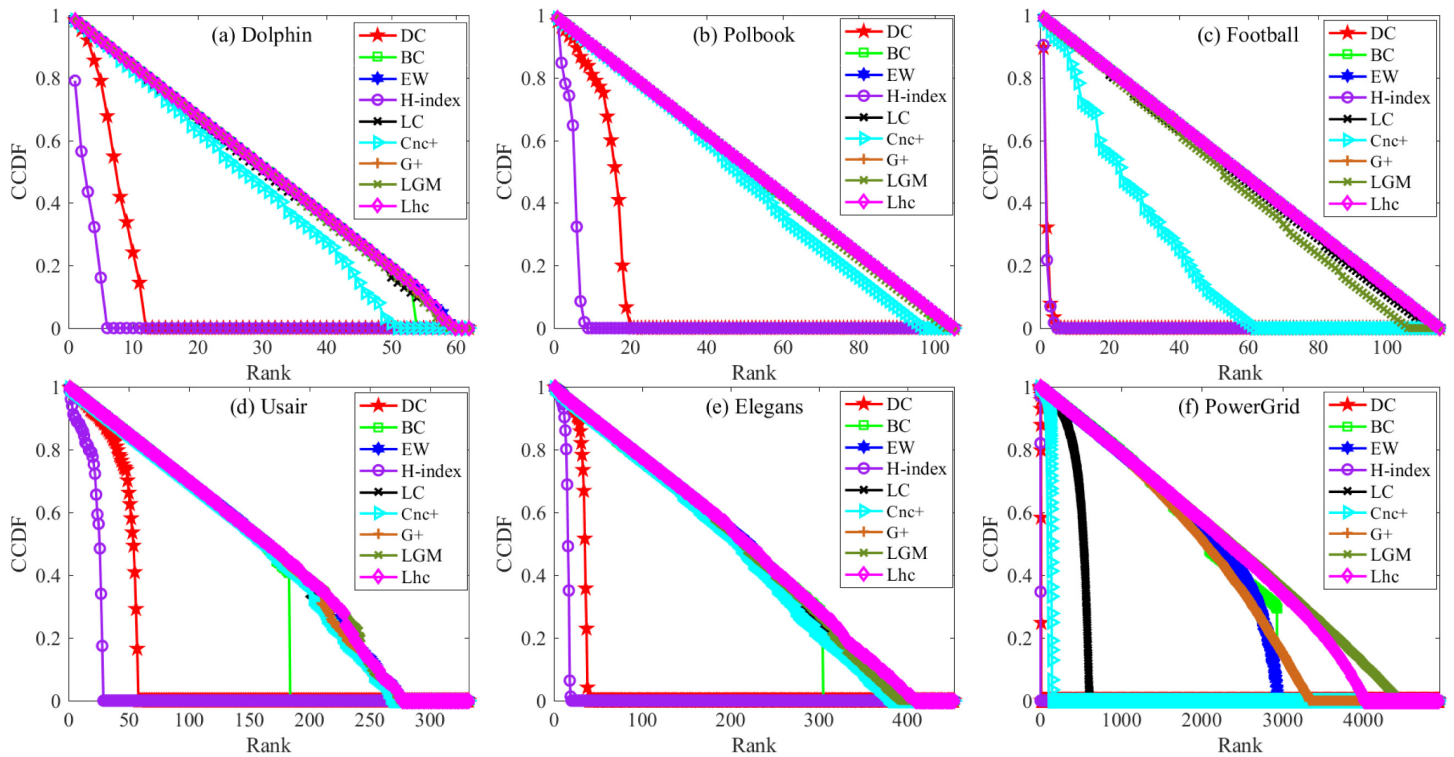 (a) Dolphin
CCDF
1
0.8
0.6
0.4
0.2
0
0
10
20
30
40
50
60
Rank
DC
BC
EW
H-index
LC
Cnc+
G+
LGM
Lhc
(b) Polbook
CCDF
1
0.8
0.6
0.4
0.2
0
0
20
40
60
80
100
Rank
DC
BC
EW
H-index
LC
Cnc+
G+
LGM
Lhc
(c) Football
CCDF
1
0.8
0.6
0.4
0.2
0
0
20
40
60
80
100
Rank
DC
BC
EW
H-index
LC
Cnc+
G+
LGM
Lhc
(d) Usair
CCDF
1
0.8
0.6
0.4
0.2
0
0
50
100
150
200
250
300
Rank
DC
BC
EW
H-index
LC
Cnc+
G+
LGM
Lhc
(e) Elegans
CCDF
1
0.8
0.6
0.4
0.2
0
0
100
200
300
400
Rank
DC
BC
EW
H-index
LC
Cnc+
G+
LGM
Lhc
(f) PowerGrid
CCDF
1
0.8
0.6
0.4
0.2
0
0
1000
2000
3000
4000
Rank
DC
BC
EW
H-index
LC
Cnc+
G+
LGM
Lhc